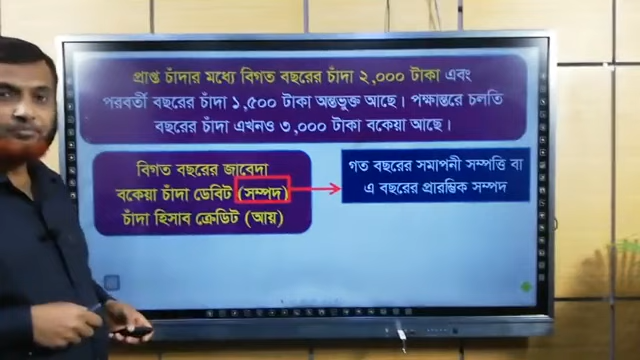 প্রাপ্ত চাঁদার মধ্যে বিগত বছরের চাঁদা ২,০০০ টাকা এবং
পরবর্তী বছরের চাঁদা ১,৫০০ টাকা অন্তভুক্ত আছে। পক্ষান্তরে চলতি
বছরের চাঁদা এখনও ৩,০০০ টাকা বকেয়া আছে।
বিগত বছরের জাবেদা
বকেয়া চাঁদা ডেবিট (সম্পদ)
চাঁদা হিসাব ক্রেডিট (আয়)
গত বছরের সমাপনী সম্পত্তি বা
এ বছরের প্রারম্ভিক সম্পদ